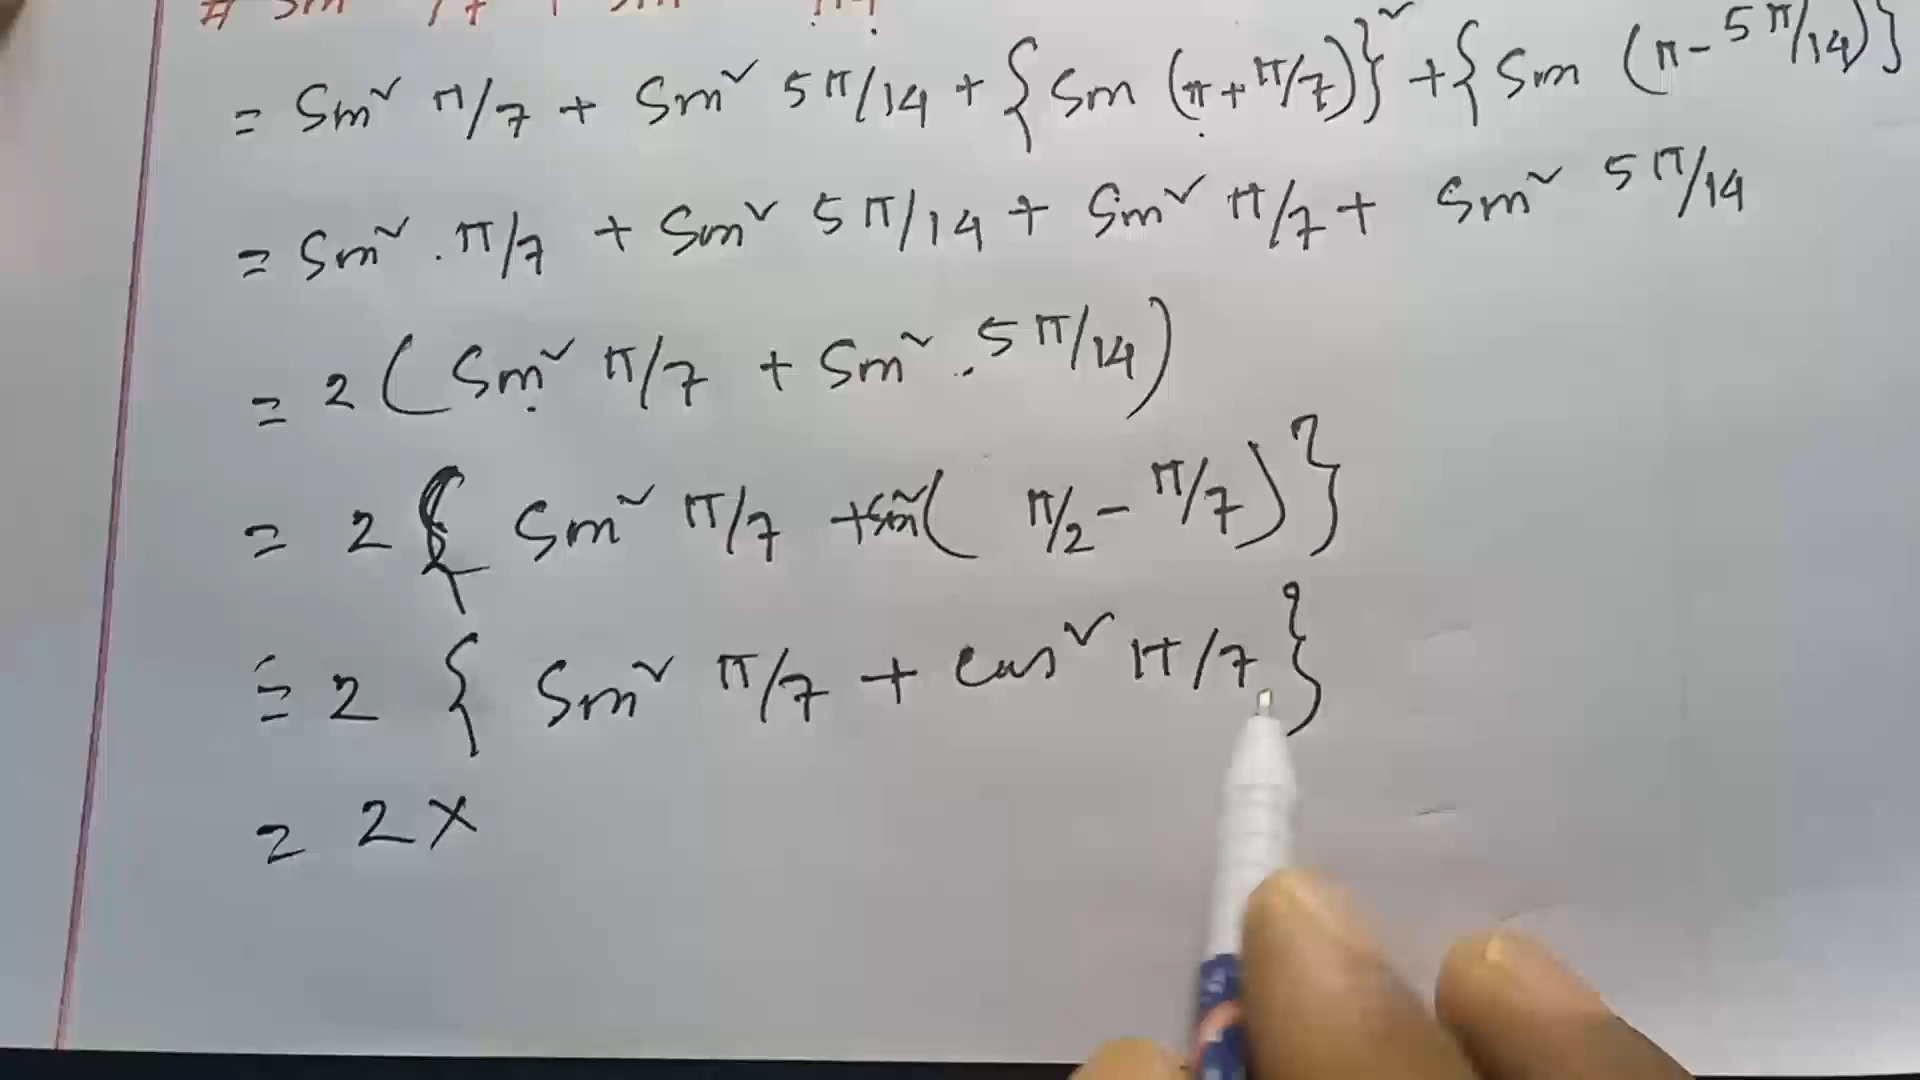 = Sin² π/7 + Sin² 5π/14 + {Sin (π + π/7)}² + {Sin (π - 5π/14)}
= Sin² . π/7 + Sin² 5π/14 + Sin² π/7 + Sin² 5π/14
= 2 (Sin² π/7 + Sin² . 5π/14)
= 2 { Sin² π/7 + sin² ( π/2 - π/7)}
= 2 { Sin² π/7 + cos² π/7 }
= 2 ×